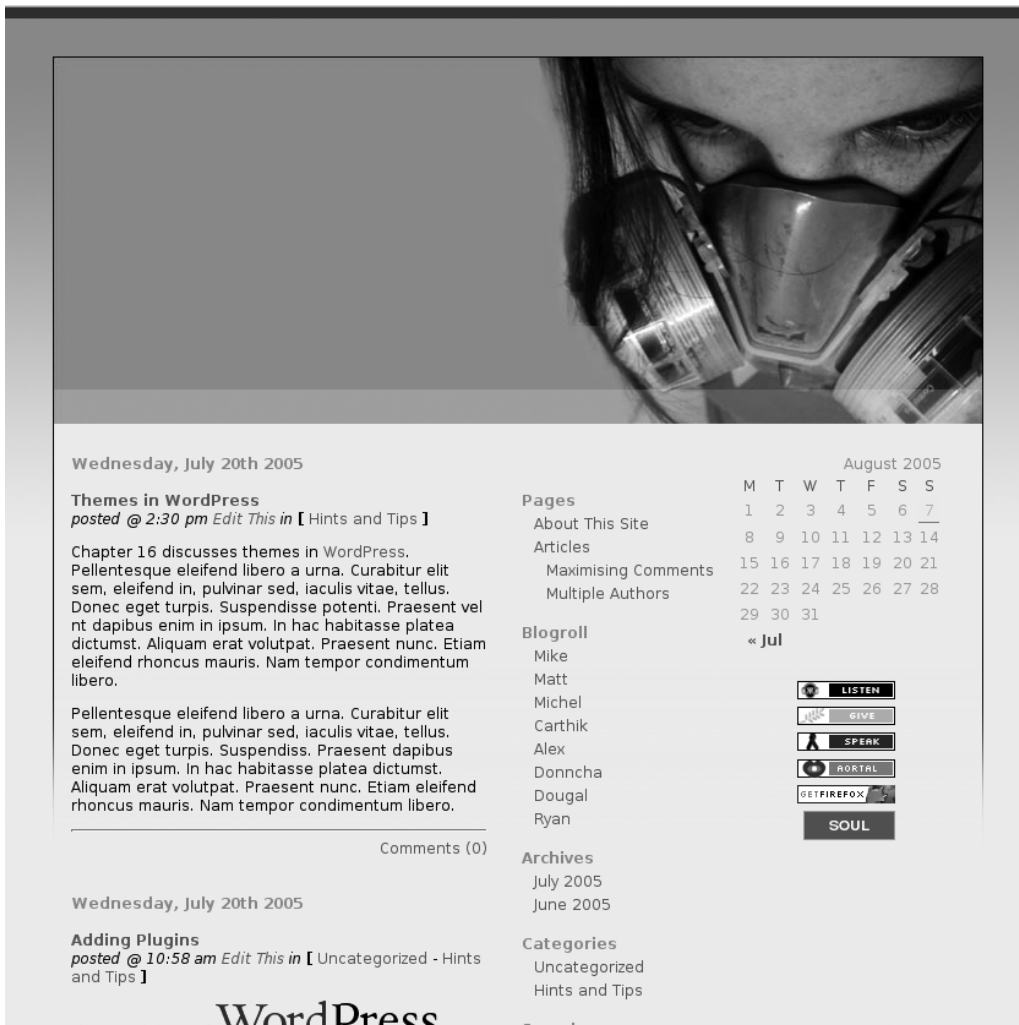 Wednesday, July 20th 2005
Themes in WordPress
posted @ 2:30 pm Edit This in [ Hints and Tips ]
Chapter 16 discusses themes in WordPress.
Pellentesque eleifend libero a urna. Curabitur elit
sem, eleifend in, pulvinar sed, iaculis vitae, tellus.
Donec eget turpis. Suspendisse potenti. Praesent vel
nt dapibus enim in ipsum. In hac habitasse platea
dictumst. Aliquam erat volutpat. Praesent nunc. Etiam
eleifend rhoncus mauris. Nam tempor condimentum
libero.
Pellentesque eleifend libero a urna. Curabitur elit
sem, eleifend in, pulvinar sed, iaculis vitae, tellus.
Donec eget turpis. Suspendiss. Praesent dapibus
enim in ipsum. In hac habitasse platea dictumst.
Aliquam erat volutpat. Praesent nunc. Etiam eleifend
rhoncus mauris. Nam tempor condimentum libero.
Comments (0)
Wednesday, July 20th 2005
Adding Plugins
posted @ 10:58 am Edit This in [ Uncategorized - Hints
and Tips ]
WordPress
Pages
About This Site
Articles
Maximising Comments
Multiple Authors
Blogroll
Mike
Matt
Michel
Carthik
Alex
Donncha
Dougal
Ryan
Archives
July 2005
June 2005
Categories
Uncategorized
Hints and Tips
August 2005
M T W T F S S
1 2 3 4 5 6 7
8 9 10 11 12 13 14
15 16 17 18 19 20 21
22 23 24 25 26 27 28
29 30 31
« Jul
LISTEN
GIVE
SPEAK
AORTAL
GETFIREFOX
SOUL